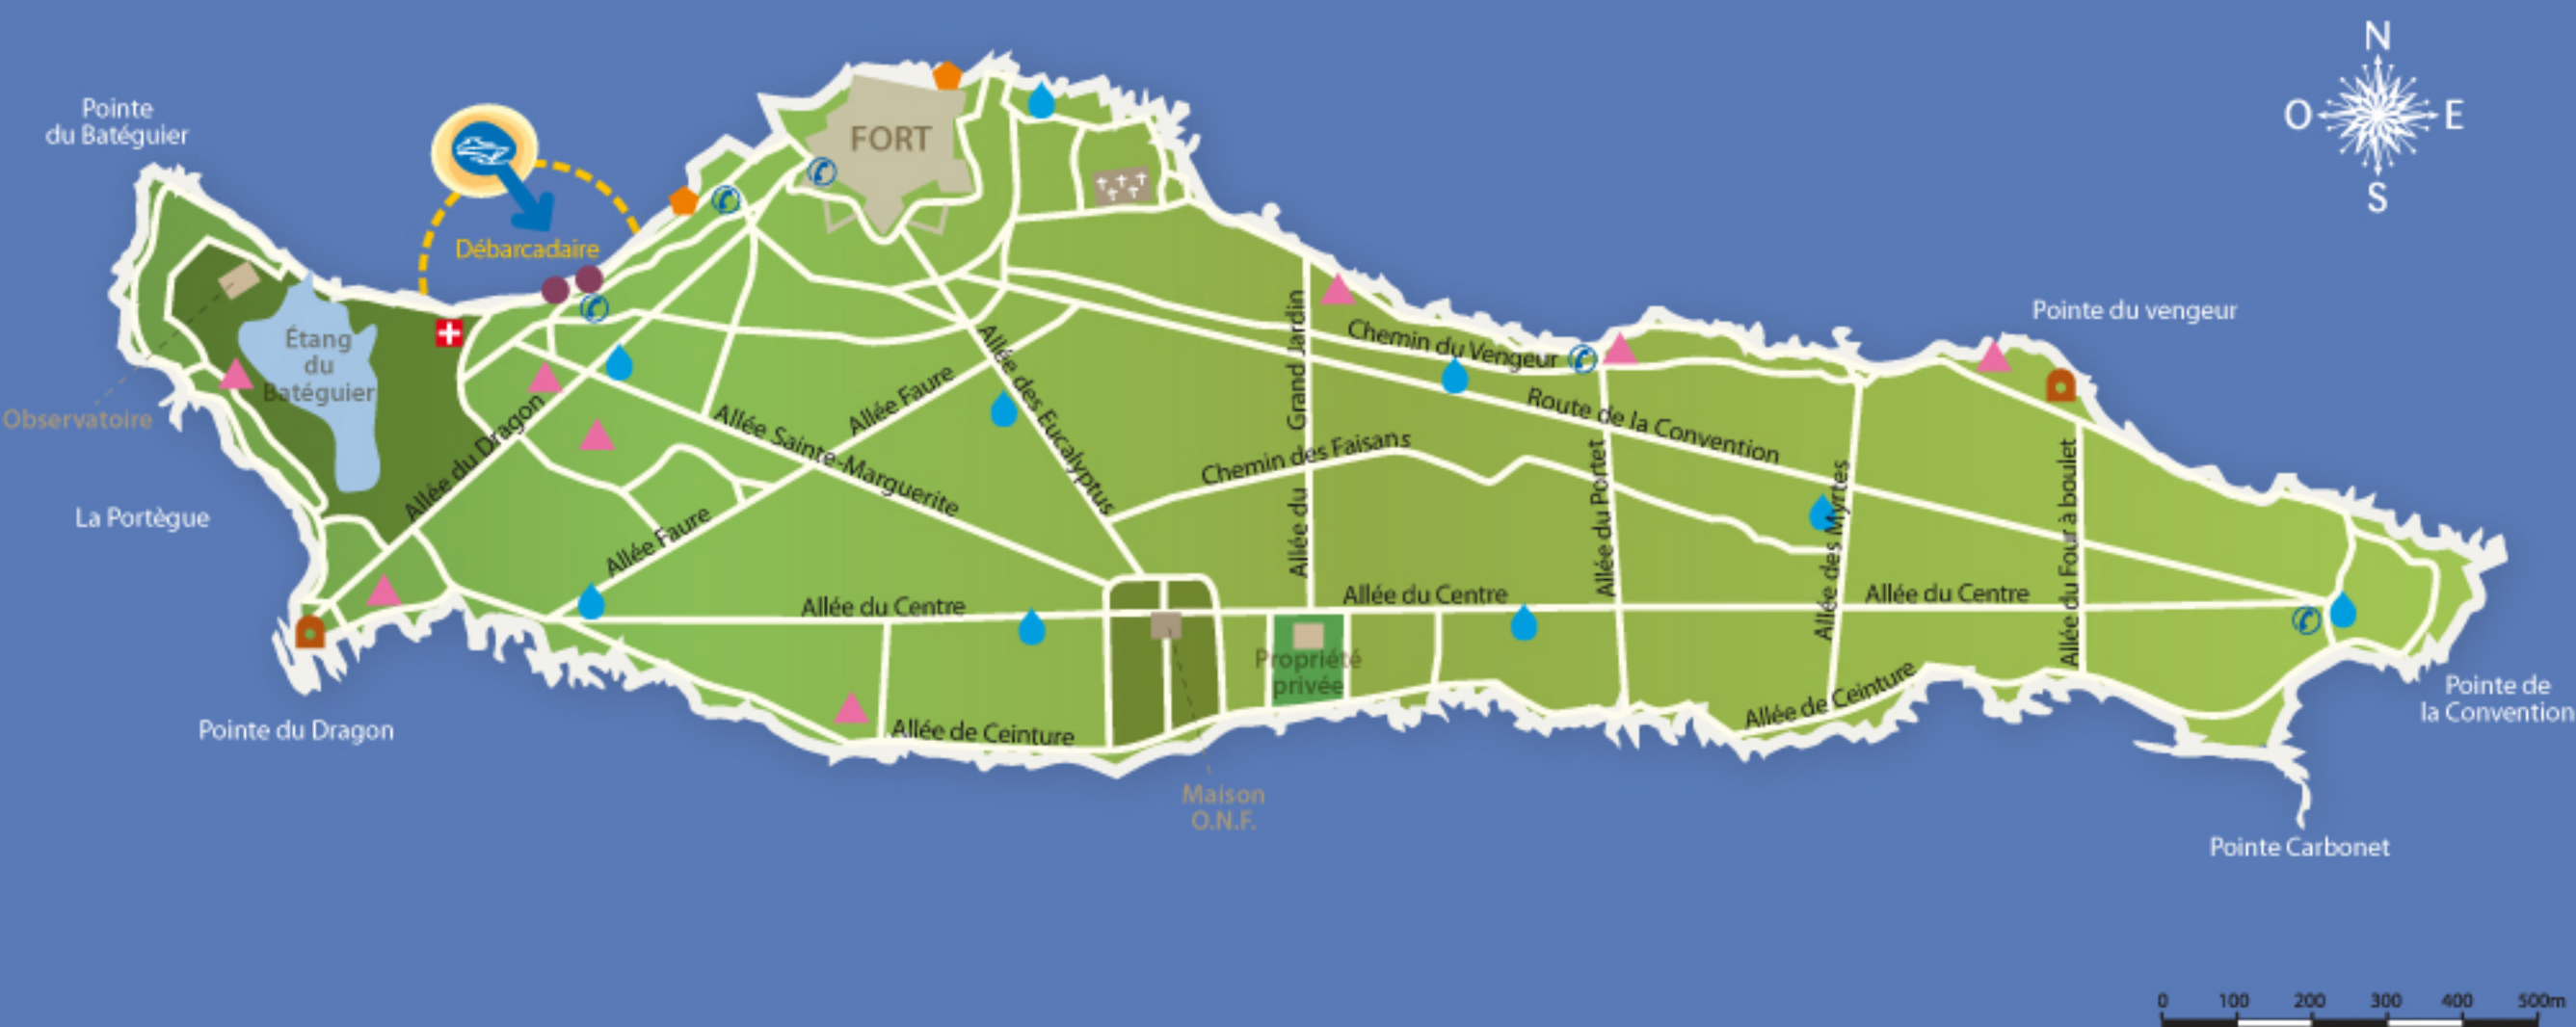 N
O
E
S
Pointe
du Batéguier
FORT
Débarcadaire
Pointe du vengeur
Étang
du
Batéguier
Observatoire
Allée du Dragon
Allée Sainte-Marguerite
Allée Faure
Allée des Eucalyptus
Allée du Grand Jardin
Chemin du Vengeur
Route de la Convention
Chemin des Faisans
Allée du Portet
Allée des Myrtes
Allée du Four à boulet
La Portègue
Allée Faure
Allée du Centre
Allée du Centre
Allée du Centre
Propriété
privée
Allée de Ceinture
Allée de Ceinture
Pointe du Dragon
Pointe de
la Convention
Maison
O.N.F.
Pointe Carbonet
0 100 200 300 400 500m